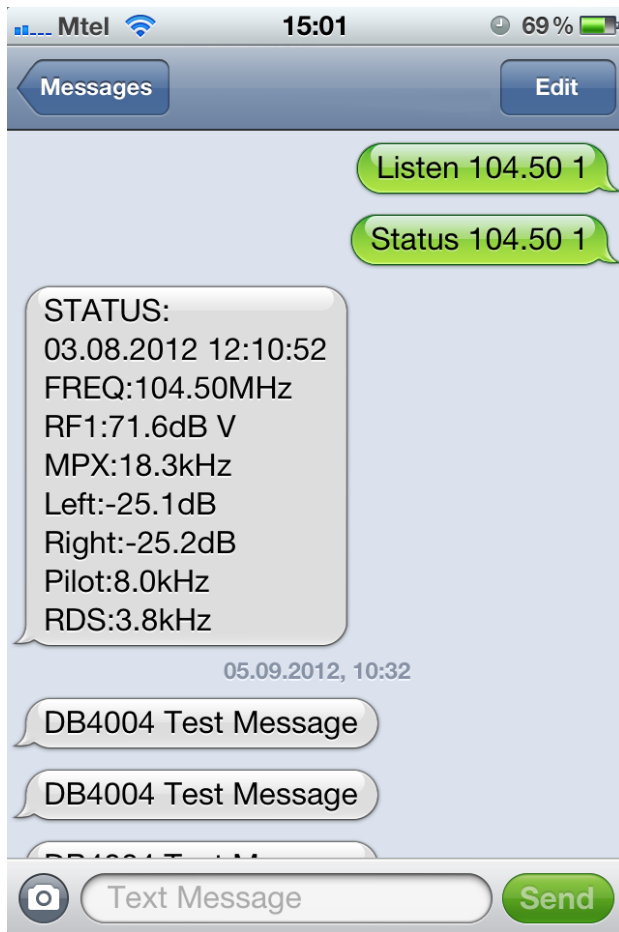 Mtel 15:01 69%
Messages Edit
Listen 104.50 1
Status 104.50 1
STATUS:
03.08.2012 12:10:52
FREQ:104.50MHz
RF1:71.6dB V
MPX:18.3kHz
Left:-25.1dB
Right:-25.2dB
Pilot:8.0kHz
RDS:3.8kHz
05.09.2012, 10:32
DB4004 Test Message
DB4004 Test Message
Text Message Send